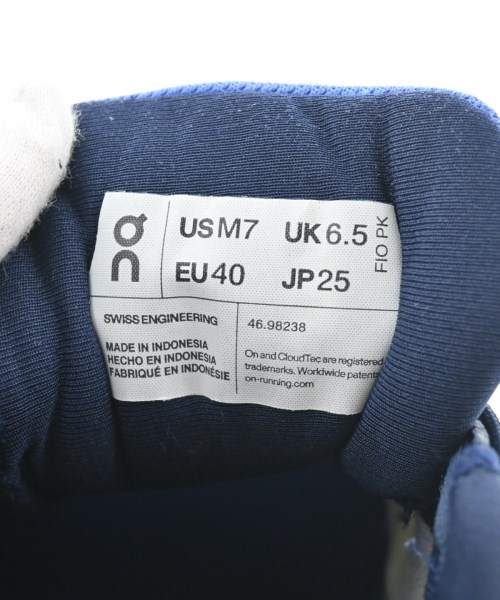 on
US M7 UK 6.5
EU 40 JP 25
FIO PK
SWISS ENGINEERING
46.98238
MADE IN INDONESIA
HECHO EN INDONESIA
FABRIQUÉ EN INDONÉSIE
On and CloudTec are registered
trademarks. Worldwide patents
on-running.com